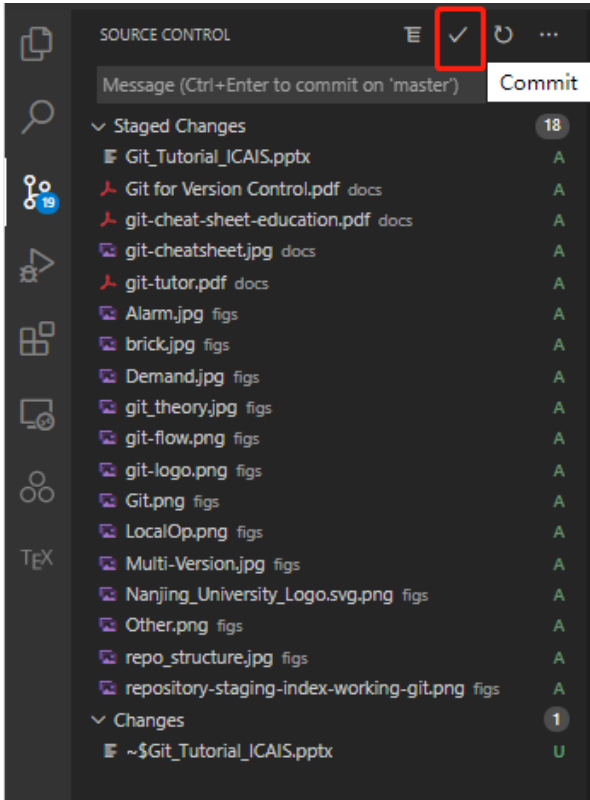 SOURCE CONTROL
Message (Ctrl+Enter to commit on 'master')
Commit
Staged Changes 18
Git_Tutorial_ICAIS.pptx A
Git for Version Control.pdf docs A
git-cheat-sheet-education.pdf docs A
19
git-cheatsheet.jpg docs A
git-tutor.pdf docs A
Alarm.jpg figs A
brick.jpg figs A
Demand.jpg figs A
git_theory.jpg figs A
git-flow.png figs A
git-logo.png figs A
Git.png figs A
LocalOp.png figs A
TEX
Multi-Version.jpg figs A
Nanjing_University_Logo.svg.png figs A
Other.png figs A
repo_structure.jpg figs A
repository-staging-index-working-git.png figs A
Changes 1
~$Git_Tutorial_ICAIS.pptx U